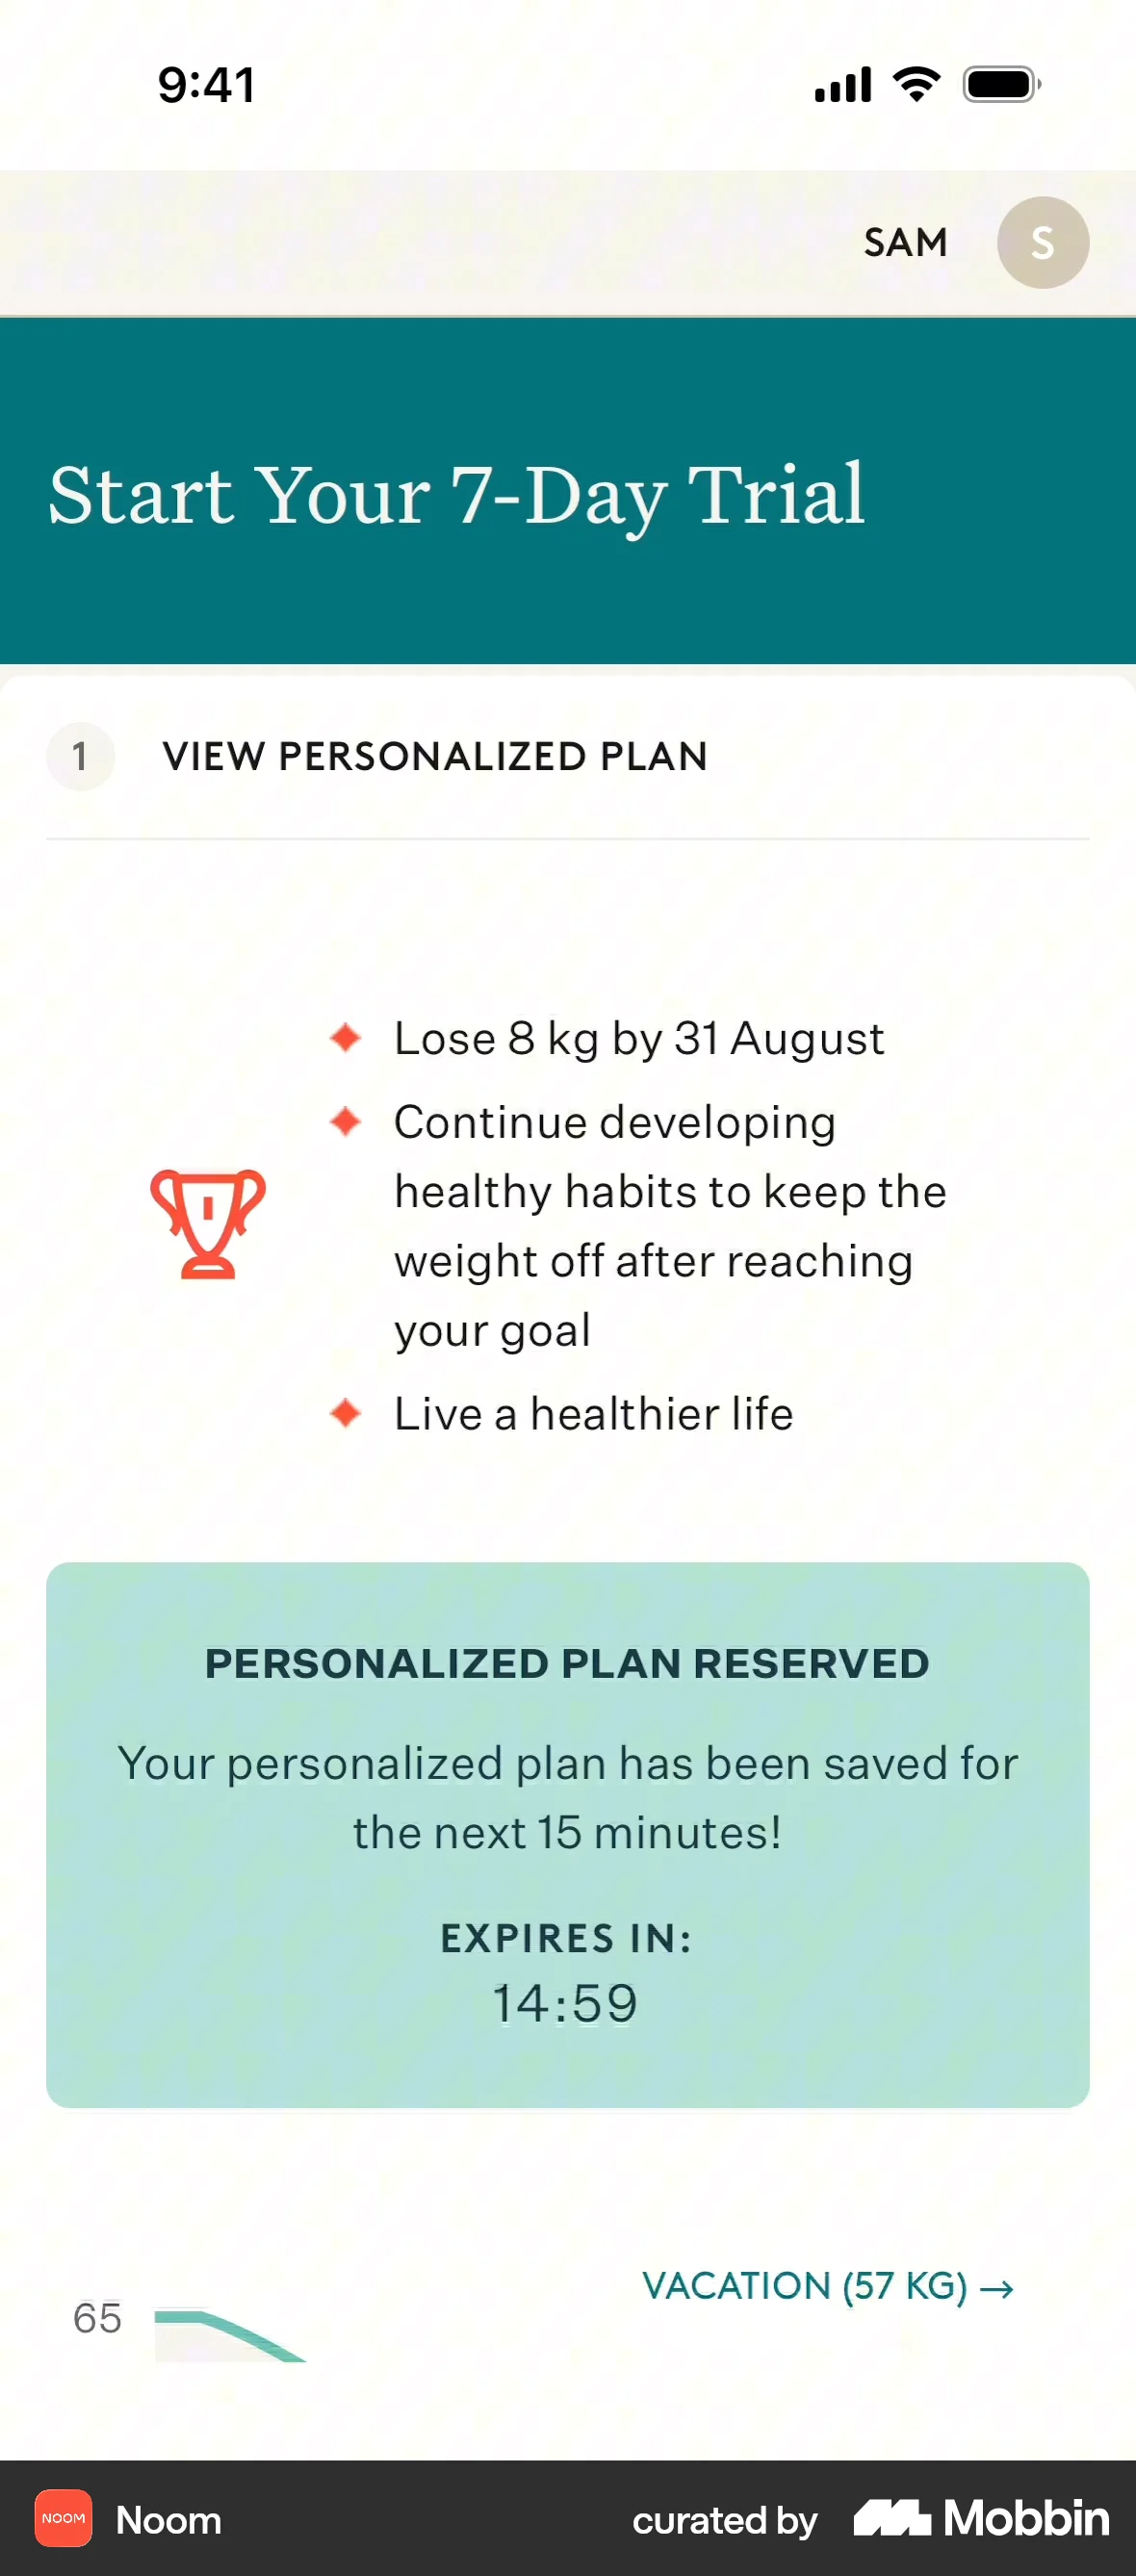 9:41
SAM
S
Start Your 7-Day Trial
1
VIEW PERSONALIZED PLAN
Lose 8 kg by 31 August
Continue developing
healthy habits to keep the
weight off after reaching
your goal
Live a healthier life
PERSONALIZED PLAN RESERVED
Your personalized plan has been saved for
the next 15 minutes!
EXPIRES IN:
14:59
VACATION (57 KG) →
65
NOOM
Noom
curated by
Mobbin